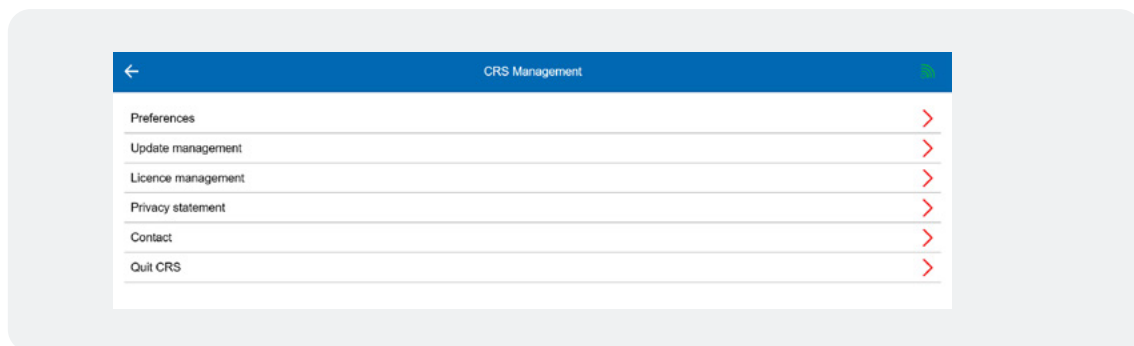 CRS Management
Preferences
Update management
Licence management
Privacy statement
Contact
Quit CRS